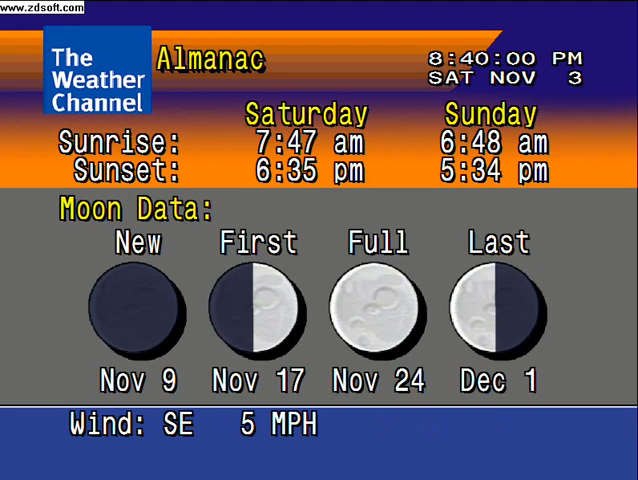 www.zdsoft.com
The
Weather
Channel
Almanac
8:40:00 PM
SAT NOV 3
Saturday Sunday
Sunrise: 7:47 am 6:48 am
Sunset: 6:35 pm 5:34 pm
Moon Data:
New First Full Last
Nov 9 Nov 17 Nov 24 Dec 1
Wind: SE 5 MPH